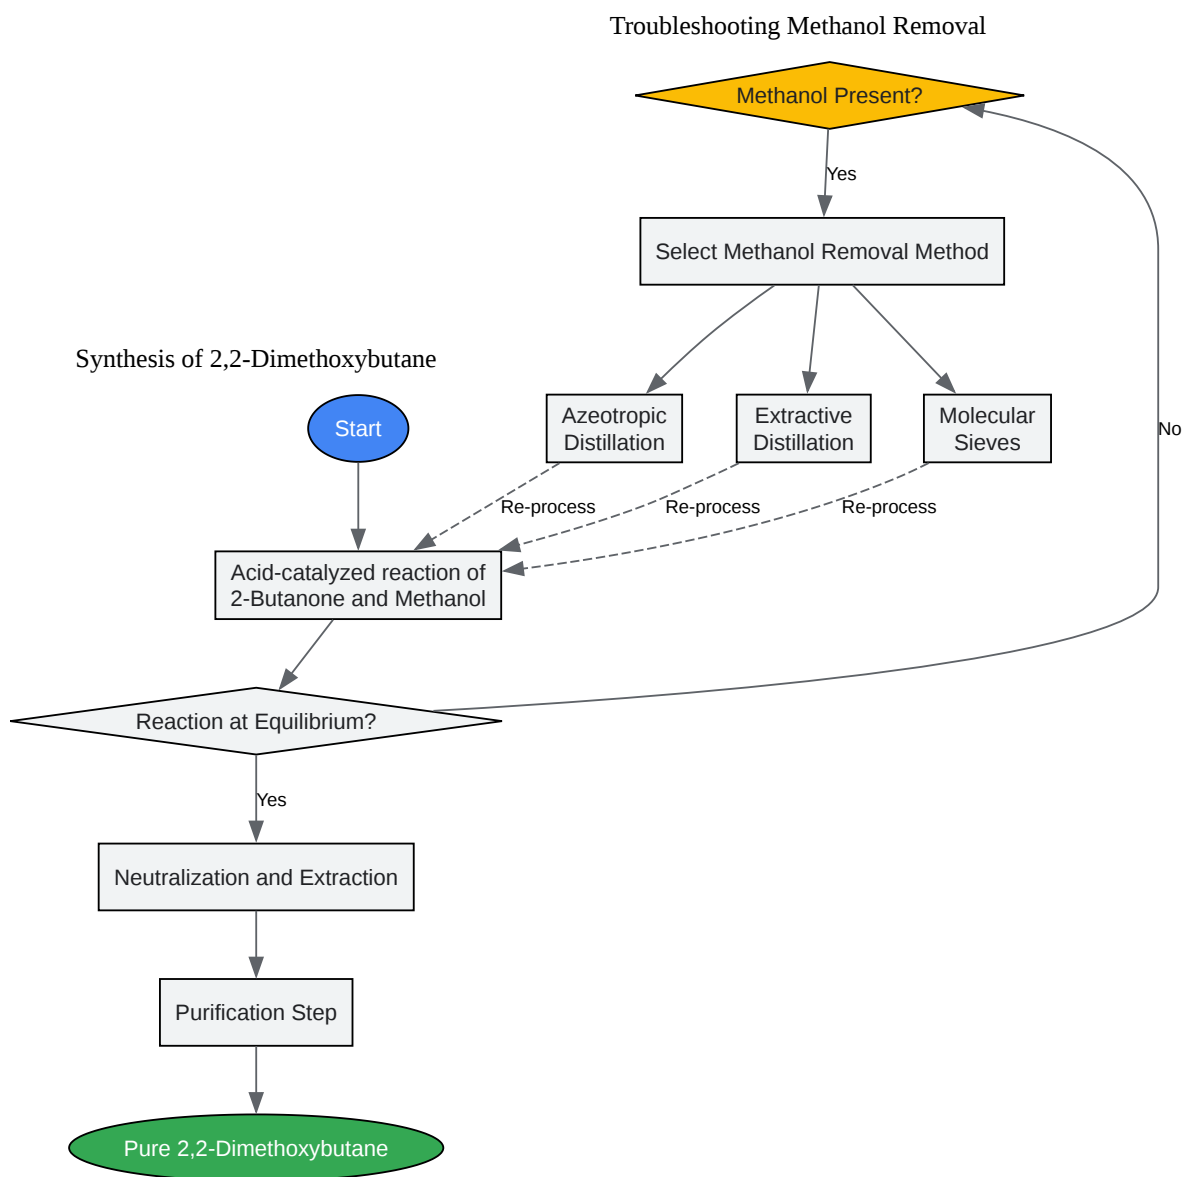 Troubleshooting Methanol Removal
Methanol Present?
Yes
Select Methanol Removal Method
Synthesis of 2,2-Dimethoxybutane
Start
Azeotropic
Distillation
Extractive
Distillation
Molecular
Sieves
No
Re-process
Re-process
Re-process
Acid-catalyzed reaction of
2-Butanone and Methanol
Reaction at Equilibrium?
Yes
Neutralization and Extraction
Purification Step
Pure 2,2-Dimethoxybutane